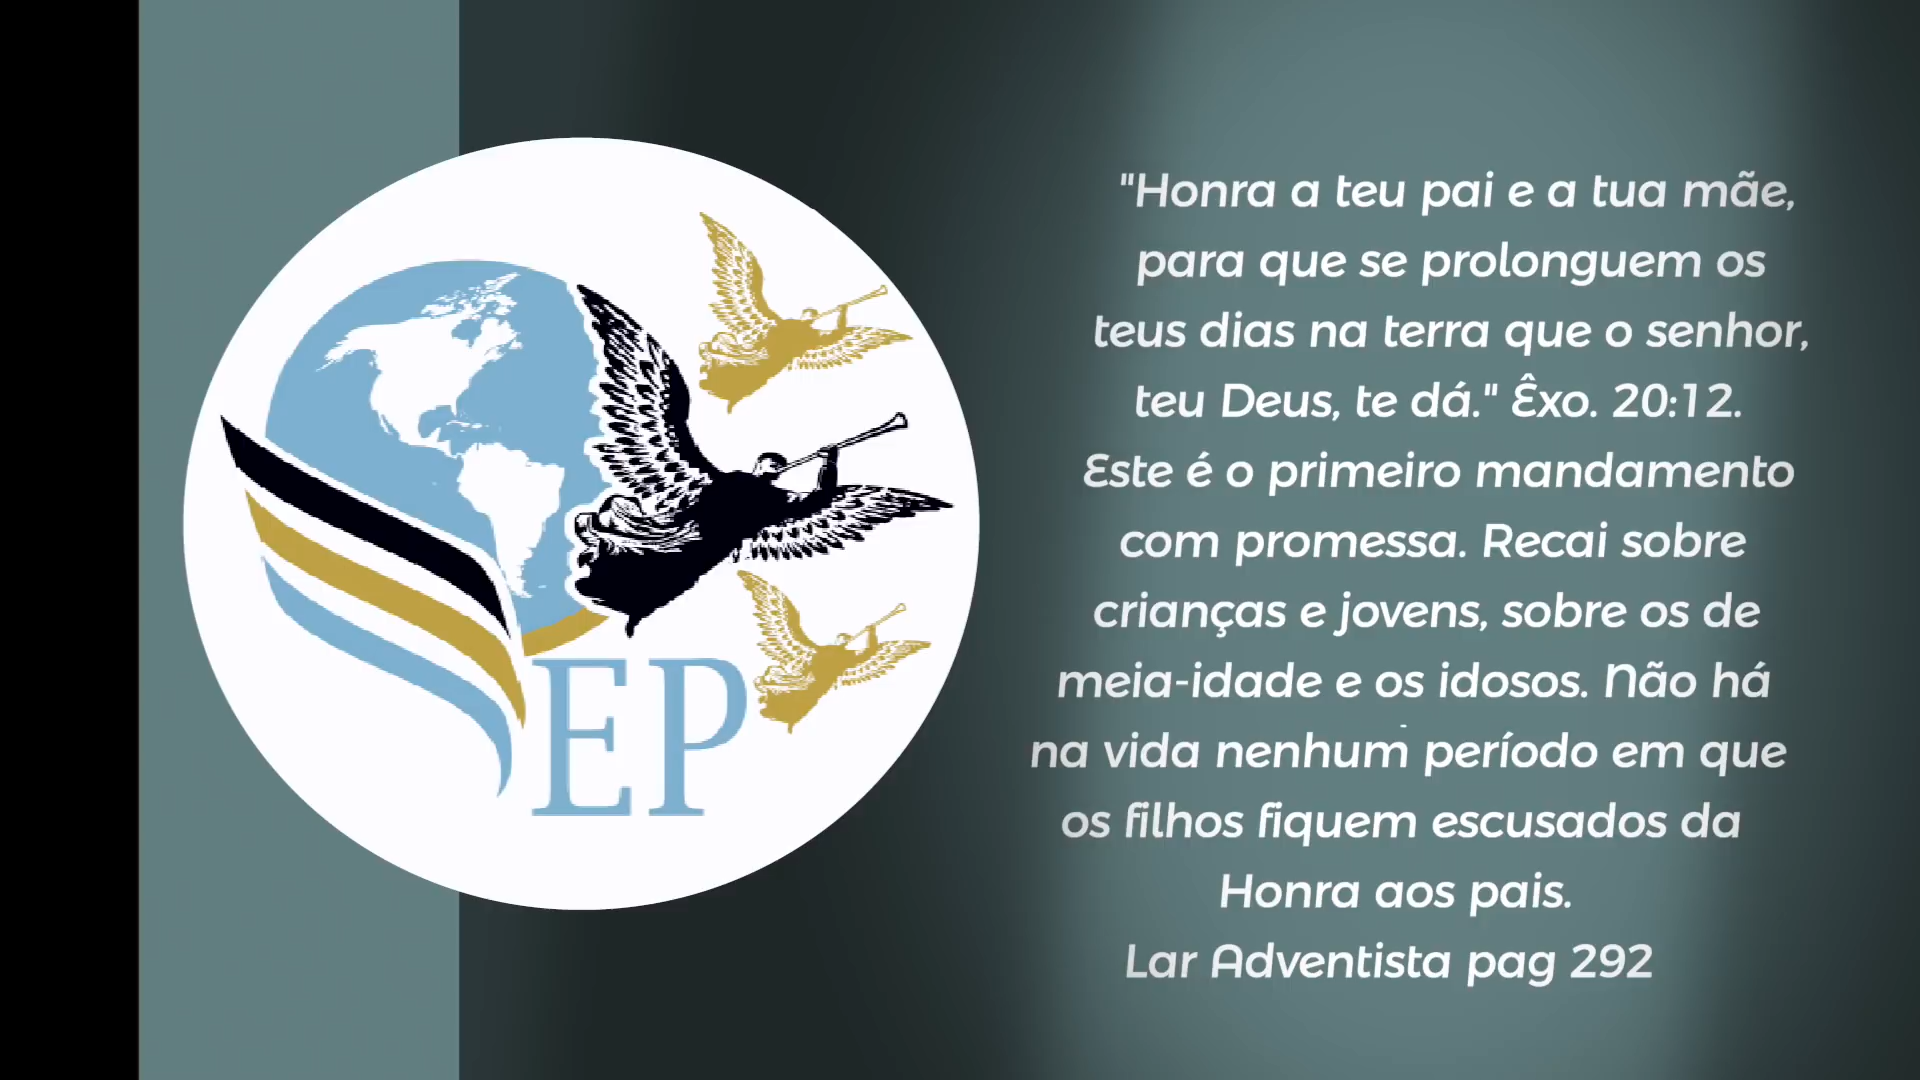 "Honra a teu pai e a tua mãe,
para que se prolonguem os
teus dias na terra que o senhor,
teu Deus, te dá." Êxo. 20:12.
Este é o primeiro mandamento
com promessa. Recai sobre
crianças e jovens, sobre os de
meia-idade e os idosos. Não há
na vida nenhum período em que
os filhos fiquem escusados da
Honra aos pais.
Lar Adventista pag 292
EP